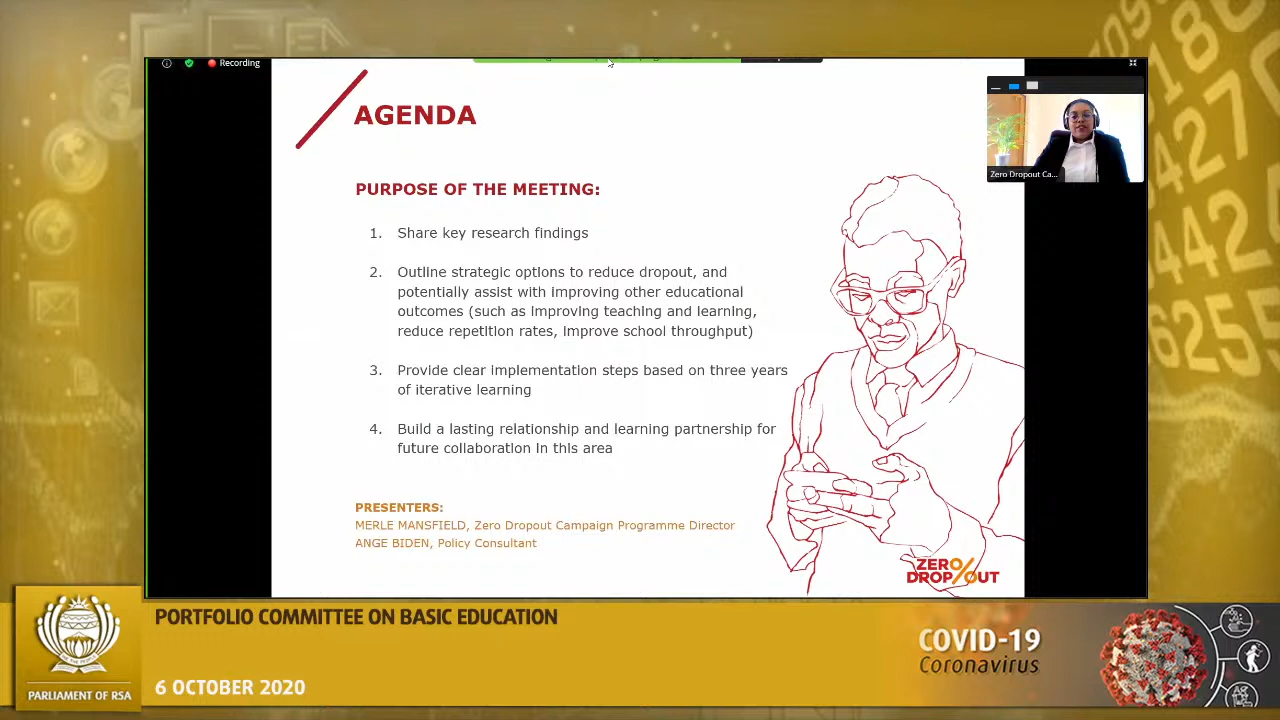 Recording
AGENDA
PURPOSE OF THE MEETING:
1. Share key research findings
2. Outline strategic options to reduce dropout, and
potentially assist with improving other educational
outcomes (such as improving teaching and learning,
reduce repetition rates, improve school throughput)
3. Provide clear implementation steps based on three years
of iterative learning
4. Build a lasting relationship and learning partnership for
future collaboration in this area
PRESENTERS:
MERLE MANSFIELD, Zero Dropout Campaign Programme Director
ANGE BIDEN, Policy Consultant
Zero Dropout Ca...
ZERO
DROP%OUT
PORTFOLIO COMMITTEE ON BASIC EDUCATION
6 OCTOBER 2020
PARLIAMENT OF RSA
COVID-19
Coronavirus